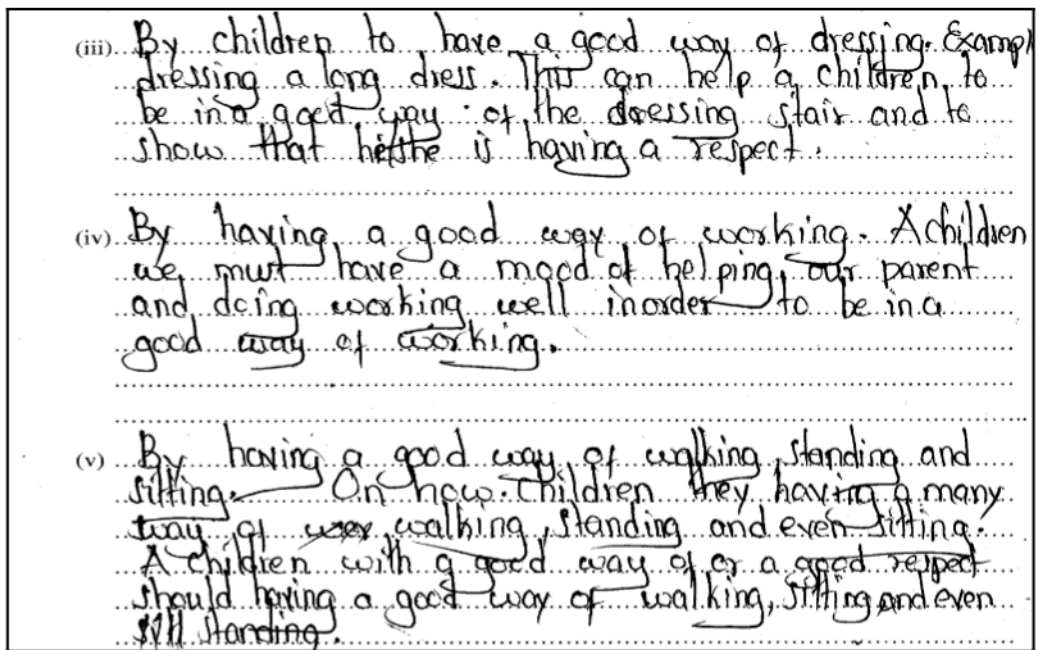 (iii) By children to have a good way of dressing. Exampl
dressing a long dress. This can help a children to
be in a good way of the dressing stair and to
show that he/she is having a respect.
(iv) By having a good way of working. A children
we must have a mood of helping our parent
and doing working well inorder to be in a
good way of working.
(v) By having a good way of walking, standing and
sitting. On how. Children they having a many
way of walking, standing and even sitting.
A children with a good way of or a good respect
should having a good way of walking, sitting and even
standing.